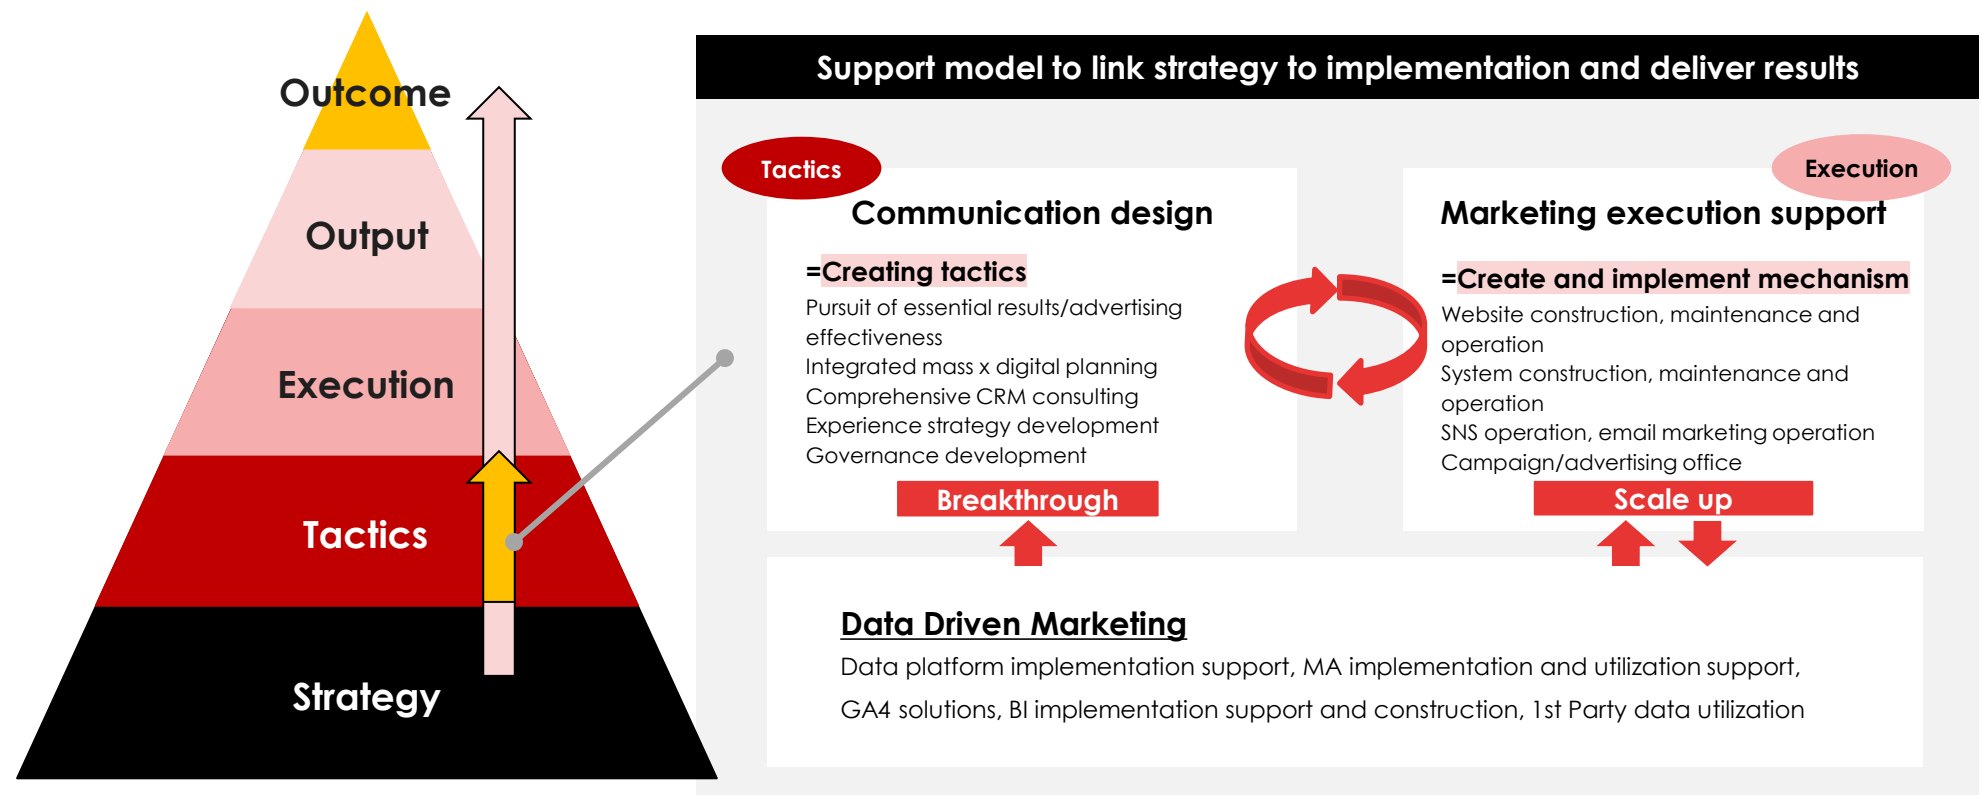 Outcome
Output
Execution
Tactics
Strategy
Support model to link strategy to implementation and deliver results
Tactics
Communication design
=Creating tactics
Pursuit of essential results/advertising
effectiveness
Integrated mass x digital planning
Comprehensive CRM consulting
Experience strategy development
Governance development
Breakthrough
Execution
Marketing execution support
=Create and implement mechanism
Website construction, maintenance and
operation
System construction, maintenance and
operation
SNS operation, email marketing operation
Campaign/advertising office
Scale up
Data Driven Marketing
Data platform implementation support, MA implementation and utilization support,
GA4 solutions, BI implementation support and construction, 1st Party data utilization